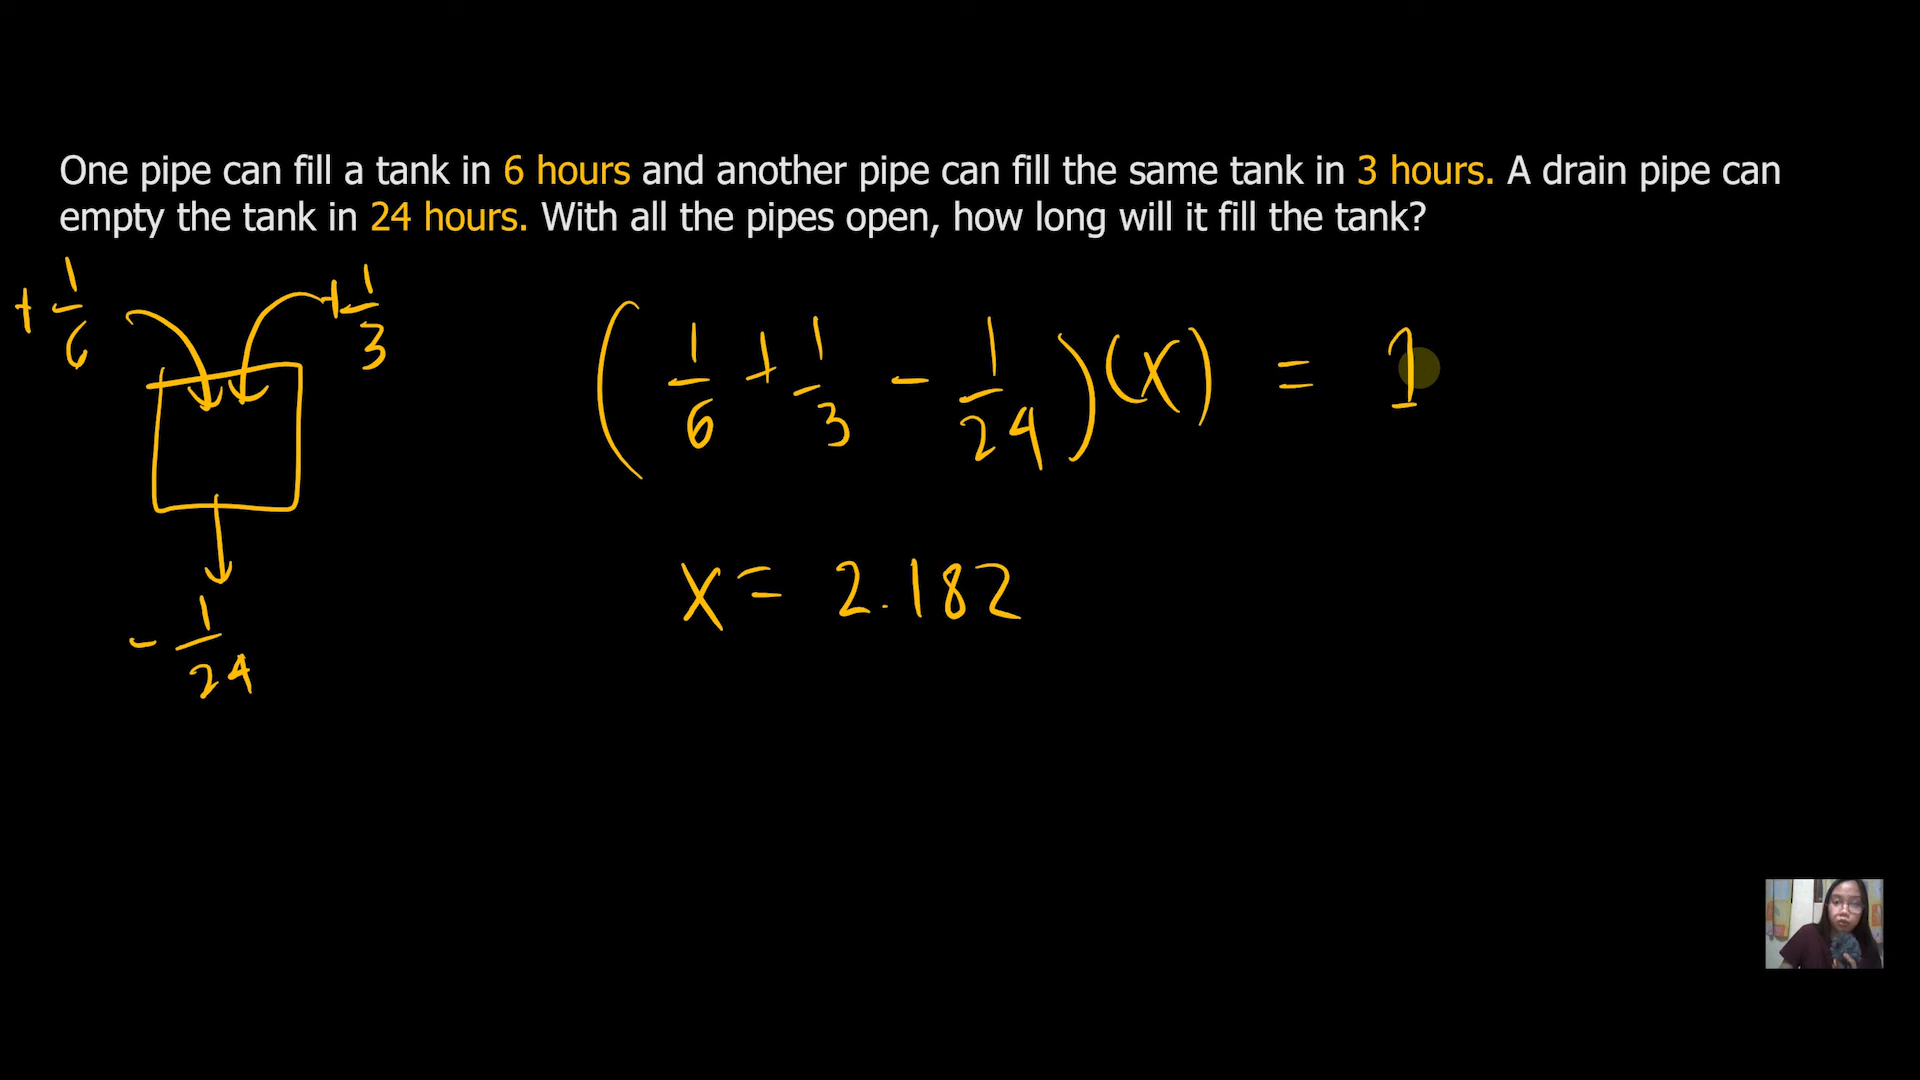 One pipe can fill a tank in 6 hours and another pipe can fill the same tank in 3 hours. A drain pipe can
empty the tank in 24 hours. With all the pipes open, how long will it fill the tank?
+ 1/6
+ 1/3
(1/6 + 1/3 - 1/24)(x) = 1
x = 2.182
- 1/24